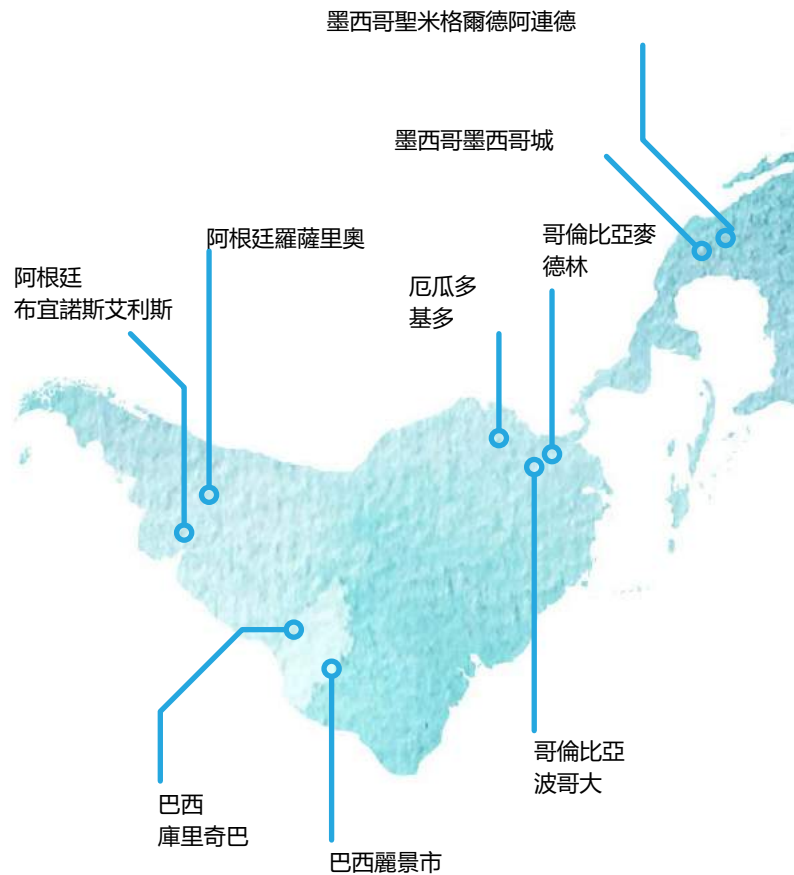 墨西哥聖米格爾德阿連德
墨西哥墨西哥城
阿根廷羅薩里奧
哥倫比亞麥
德林
阿根廷
布宜諾斯艾利斯
厄瓜多
基多
哥倫比亞
波哥大
巴西
庫里奇巴
巴西麗景市